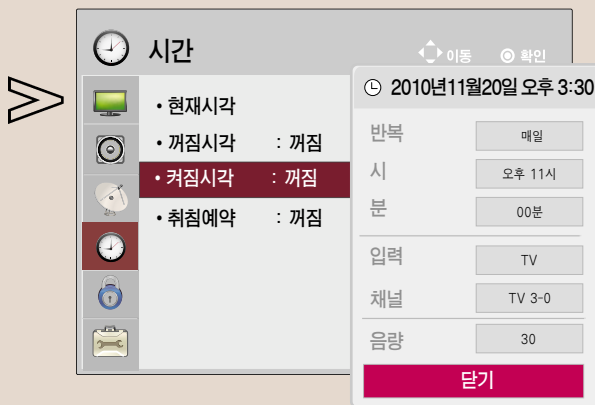 시간
이동 확인
• 현재시각
• 꺼짐시각 : 꺼짐
• 켜짐시각 : 꺼짐
• 취침예약 : 꺼짐
2010년11월20일 오후 3:30
반복 매일
시 오후 11시
분 00분
입력 TV
채널 TV 3-0
음량 30
닫기